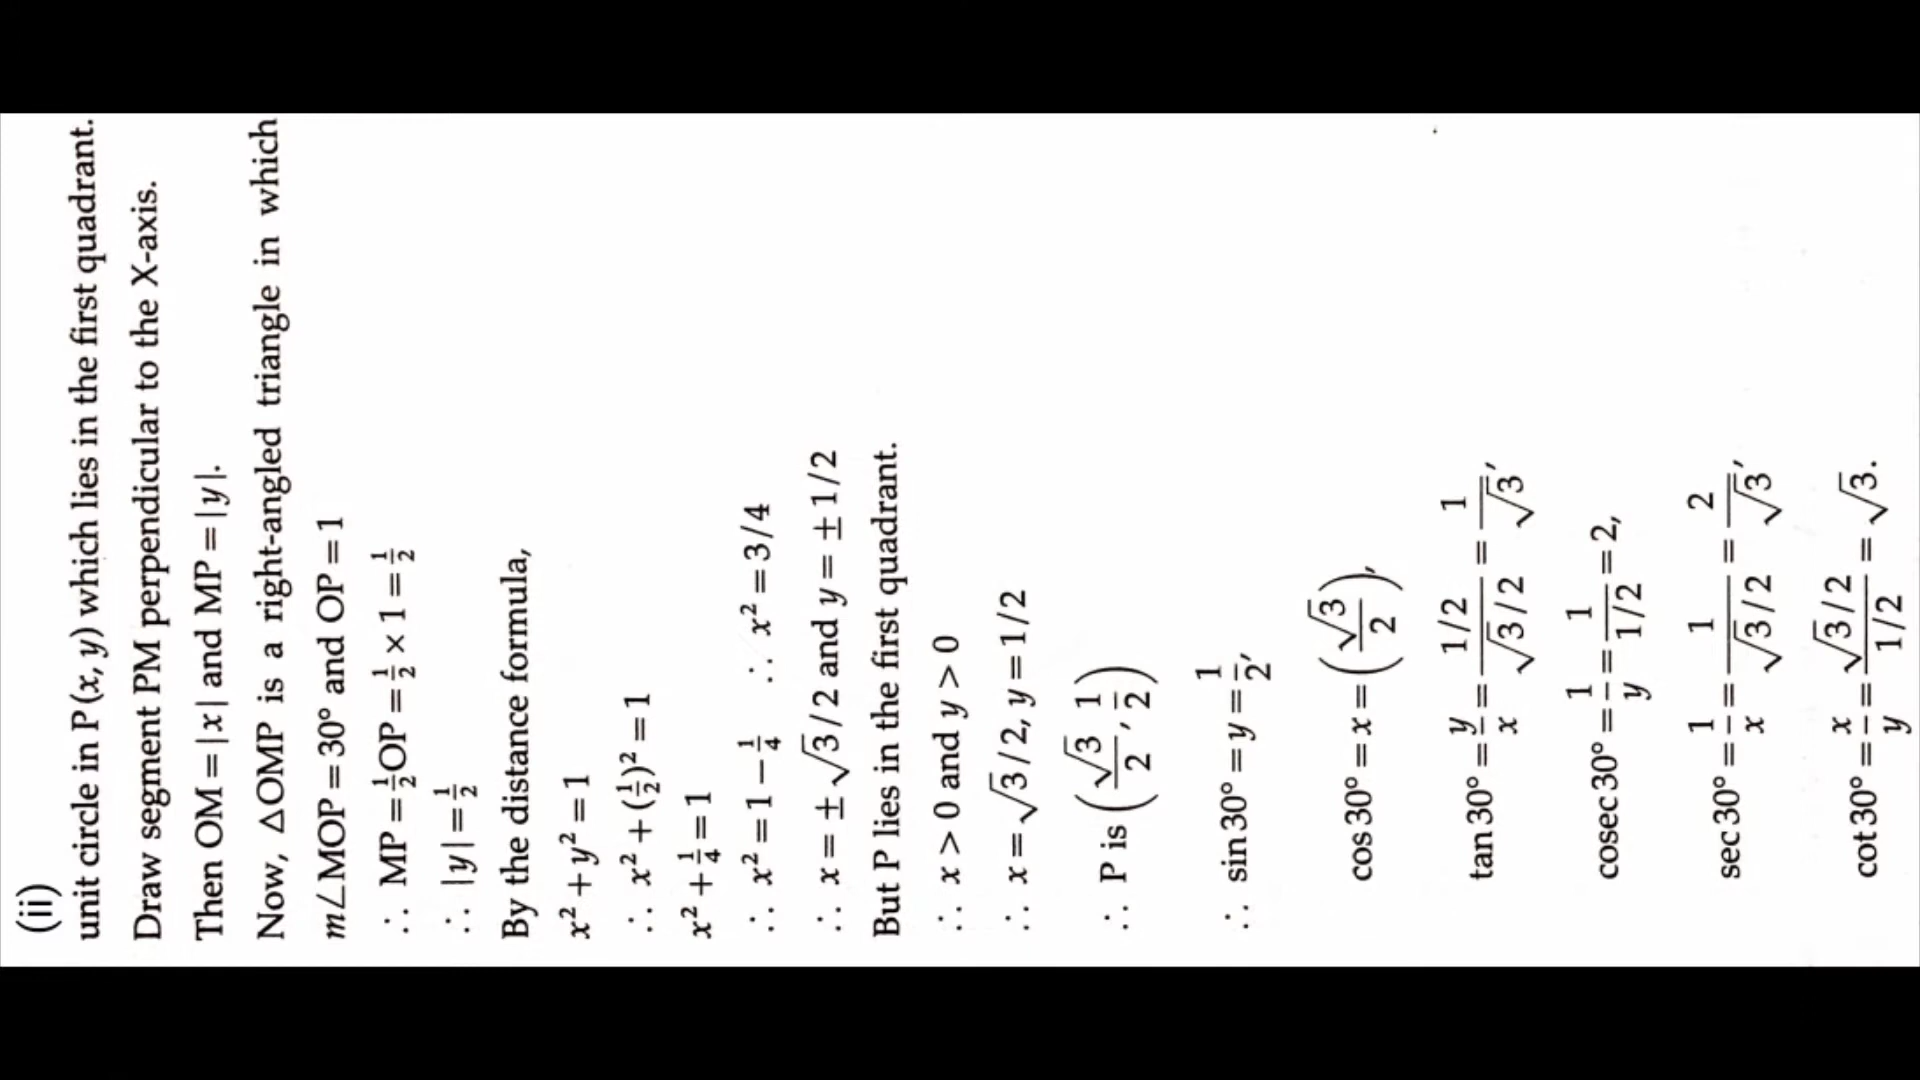 (ii)
unit circle in P(x, y) which lies in the first quadrant.
Draw segment PM perpendicular to the X-axis.
Then OM = |x| and MP = |y|.
Now, △OMP is a right-angled triangle in which
m∠MOP = 30° and OP = 1
∴ MP = ½OP = ½ × 1 = ½
∴ |y| = ½
By the distance formula,
x² + y² = 1
∴ x² + (½)² = 1
x² + ¼ = 1
∴ x² = 1 − ¼ ∴ x² = 3/4
∴ x = ± √3/2 and y = ± 1/2
But P lies in the first quadrant.
∴ x > 0 and y > 0
∴ x = √3/2, y = 1/2
∴ P is (√3/2, 1/2)
∴ sin 30° = y = 1/2,
cos 30° = x = (√3/2),
tan 30° = y/x = (1/2)/(√3/2) = 1/√3,
cosec 30° = 1/y = 1/(1/2) = 2,
sec 30° = 1/x = 1/(√3/2) = 2/√3,
cot 30° = x/y = (√3/2)/(1/2) = √3.